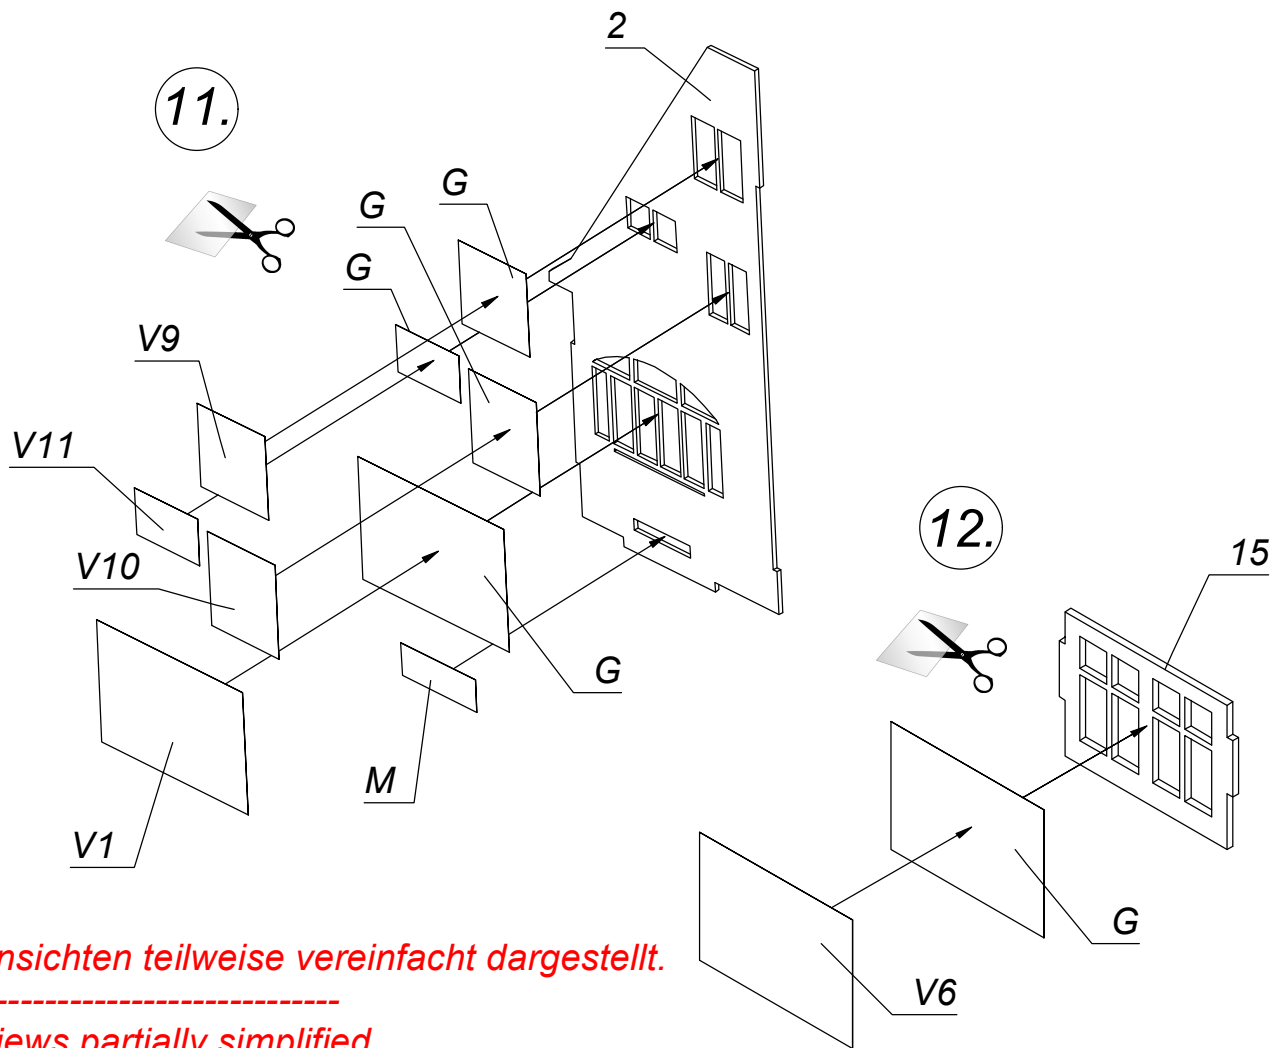 2
11.
G
G
G
V9
V11
V10
12.
15
G
M
V1
G
V6
nsichten teilweise vereinfacht dargestellt.
----------------------------
iews partially simplified